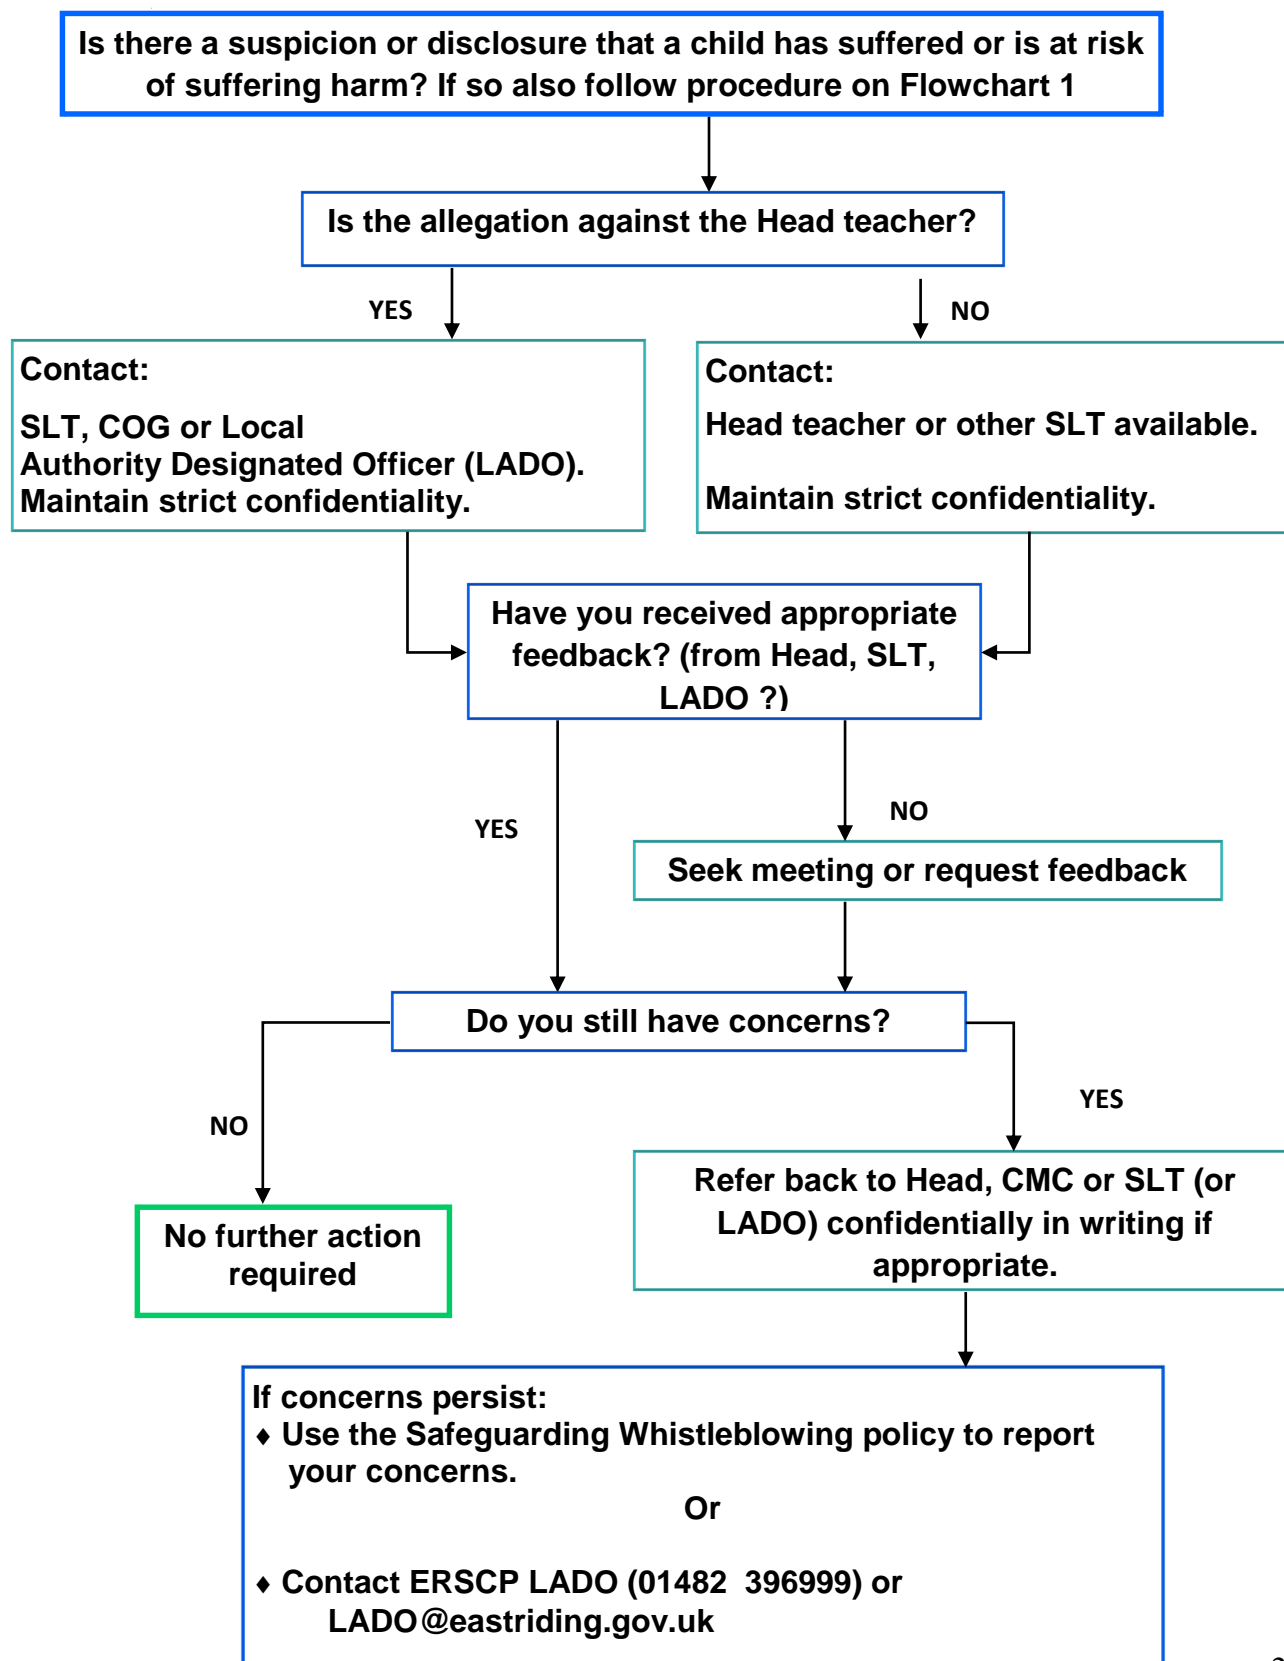 Is there a suspicion or disclosure that a child has suffered or is at risk
of suffering harm? If so also follow procedure on Flowchart 1
Is the allegation against the Head teacher?
YES
NO
Contact:
SLT, COG or Local
Authority Designated Officer (LADO).
Maintain strict confidentiality.
Contact:
Head teacher or other SLT available.
Maintain strict confidentiality.
Have you received appropriate
feedback? (from Head, SLT,
LADO ?)
YES
NO
Seek meeting or request feedback
Do you still have concerns?
NO
YES
No further action
required
Refer back to Head, CMC or SLT (or
LADO) confidentially in writing if
appropriate.
If concerns persist:
♦ Use the Safeguarding Whistleblowing policy to report
your concerns.
Or
♦ Contact ERSCP LADO (01482 396999) or
LADO@eastriding.gov.uk